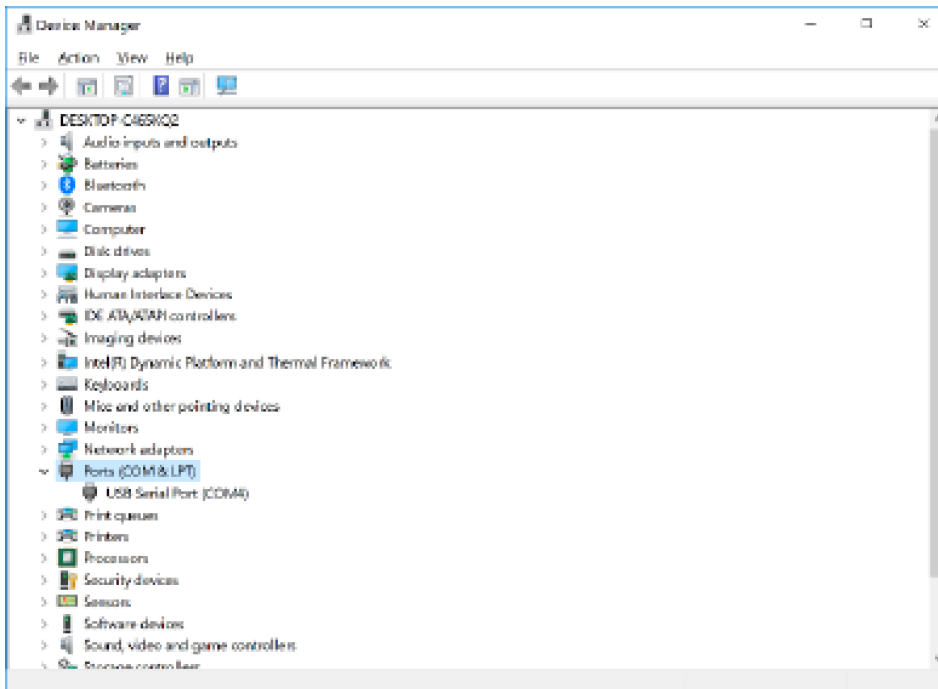 Device Manager
File Action View Help
DESKTOP-C465KQ2
Audio inputs and outputs
Batteries
Bluetooth
Cameras
Computer
Disk drives
Display adapters
Human Interface Devices
IDE ATA/ATAPI controllers
Imaging devices
Intel(R) Dynamic Platform and Thermal Framework
Keyboards
Mice and other pointing devices
Monitors
Network adapters
Ports (COM & LPT)
USB Serial Port (COM4)
Print queues
Printers
Processors
Security devices
Sensors
Software devices
Sound, video and game controllers
Storage controllers